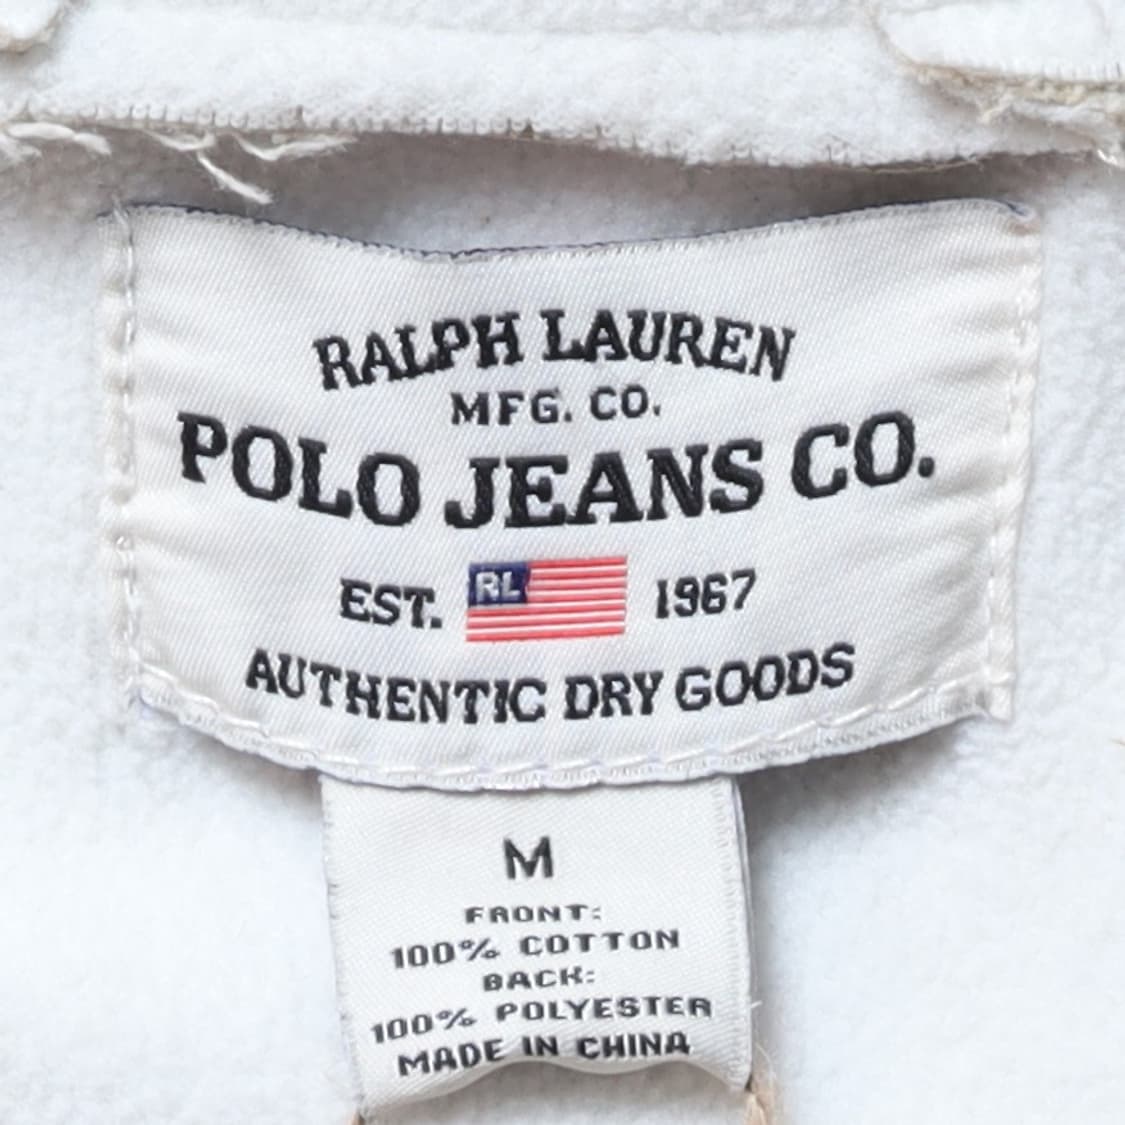 RALPH LAUREN
MFG. CO.
POLO JEANS CO.
EST. RL 1967
AUTHENTIC DRY GOODS
M
FRONT:
100% COTTON
BACK:
100% POLYESTER
MADE IN CHINA